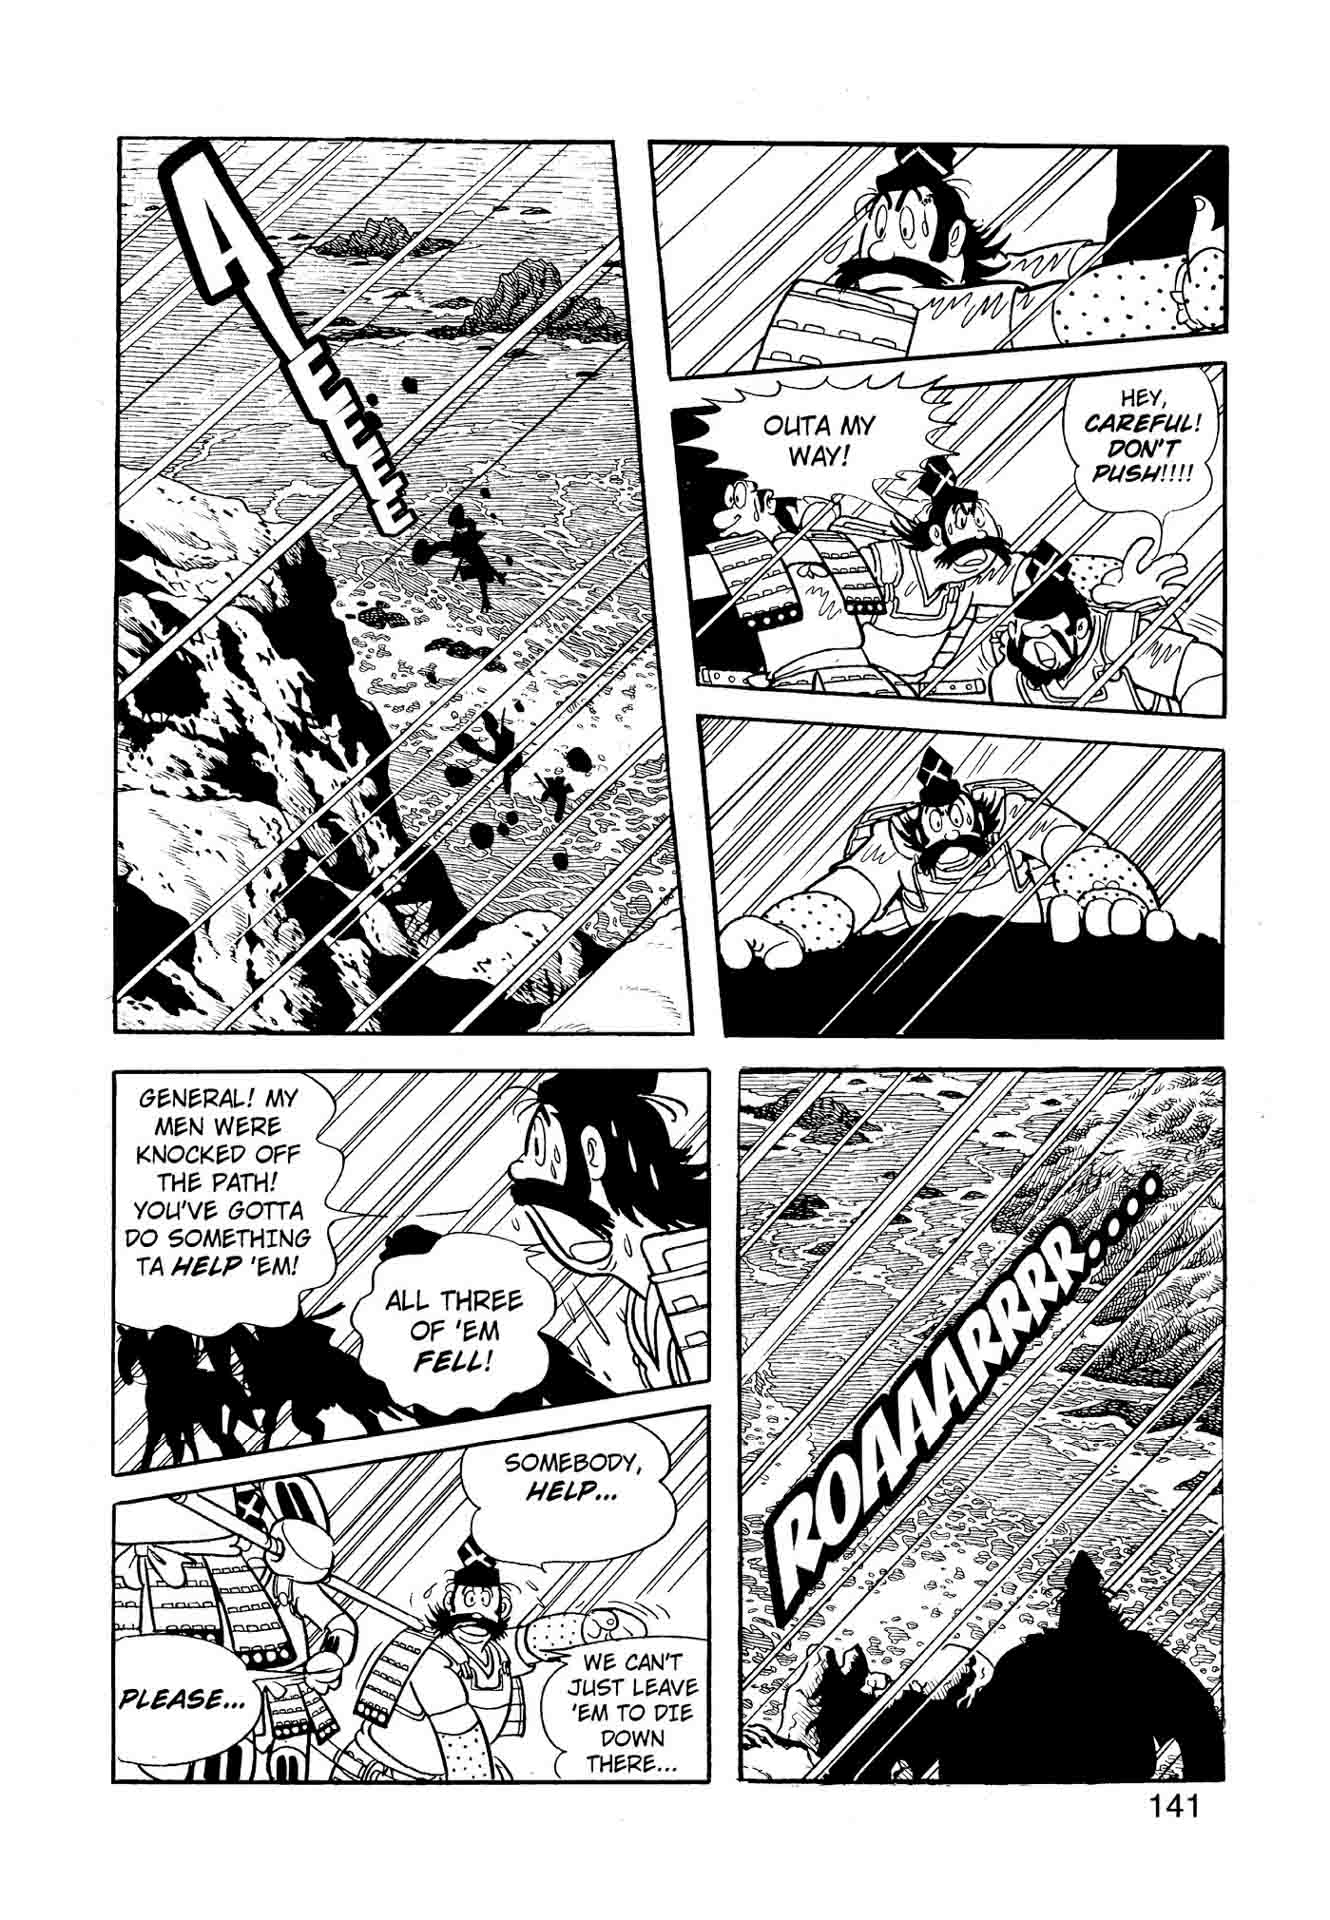 AEEEEEE
OUTA MY
WAY!
HEY,
CAREFUL!
DON'T
PUSH!!!!
GENERAL! MY
MEN WERE
KNOCKED OFF
THE PATH!
YOU'VE GOTTA
DO SOMETHING
TA HELP 'EM!
ALL THREE
OF 'EM
FELL!
SOMEBODY,
HELP...
PLEASE...
WE CAN'T
JUST LEAVE
'EM TO DIE
DOWN
THERE...
ROAAAARRRR....
141